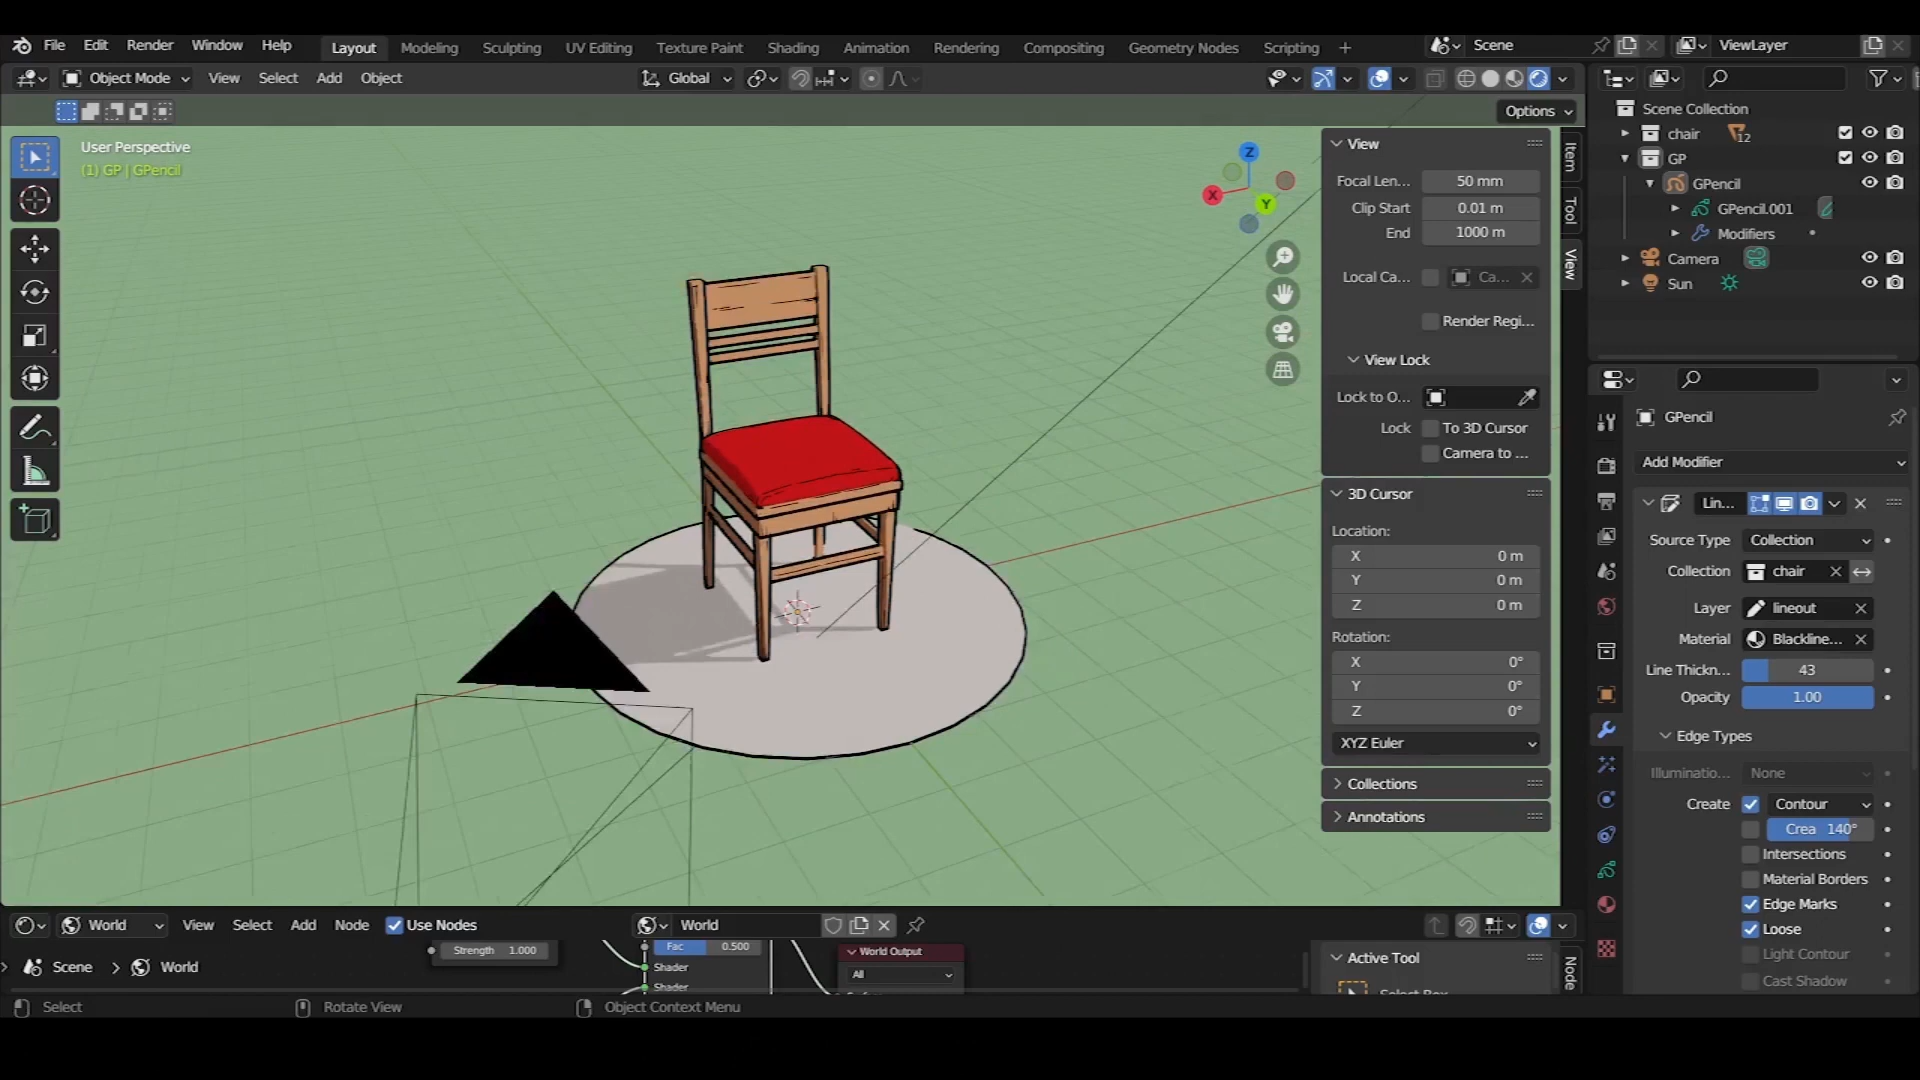 File Edit Render Window Help Layout Modeling Sculpting UV Editing Texture Paint Shading Animation Rendering Compositing Geometry Nodes Scripting + Scene ViewLayer
Object Mode View Select Add Object Global
Options
User Perspective
(1) GP | GPencil
Z
X
Y
View
Focal Len... 50 mm
Clip Start 0.01 m
End 1000 m
Local Ca... Ca...
Render Regi...
View Lock
Lock to O...
Lock To 3D Cursor
Camera to ...
3D Cursor
Location:
X 0 m
Y 0 m
Z 0 m
Rotation:
X 0°
Y 0°
Z 0°
XYZ Euler
Collections
Annotations
Item
Tool
View
Scene Collection
chair 12
GP
GPencil
GPencil.001
Modifiers
Camera
Sun
GPencil
Add Modifier
Lin...
Source Type Collection
Collection chair
Layer lineout
Material Blackline...
Line Thickn... 43
Opacity 1.00
Edge Types
Illuminatio... None
Create Contour
Crea 140°
Intersections
Material Borders
Edge Marks
Loose
Light Contour
Cast Shadow
World View Select Add Node Use Nodes World
Strength 1.000
Fac 0.500
Shader
Shader
World Output
All
Scene > World
Active Tool
Select Box
Node
Select Rotate View Object Context Menu